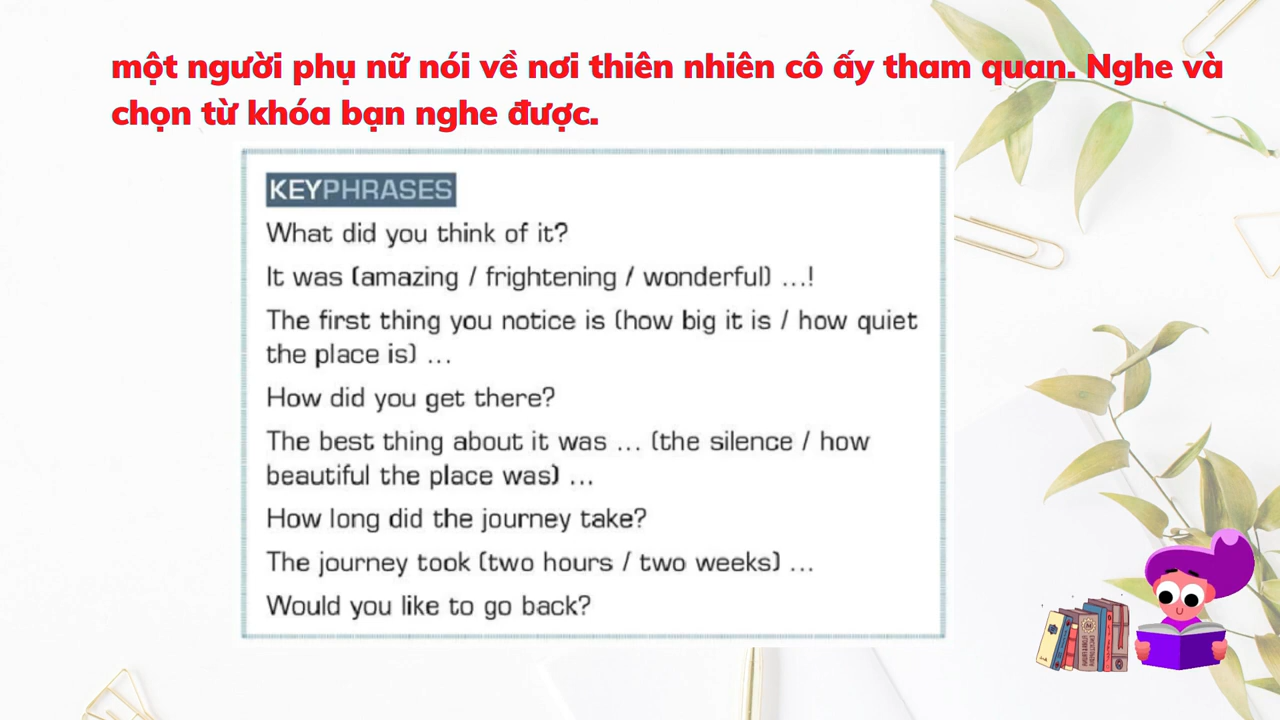 một người phụ nữ nói về nơi thiên nhiên cô ấy tham quan. Nghe và
chọn từ khóa bạn nghe được.
KEYPHRASES
What did you think of it?
It was (amazing / frightening / wonderful) ...!
The first thing you notice is (how big it is / how quiet
the place is) ...
How did you get there?
The best thing about it was ... (the silence / how
beautiful the place was) ...
How long did the journey take?
The journey took (two hours / two weeks) ...
Would you like to go back?